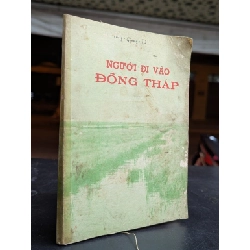 NGƯỜI ĐI VÀO
ĐỒNG THÁP